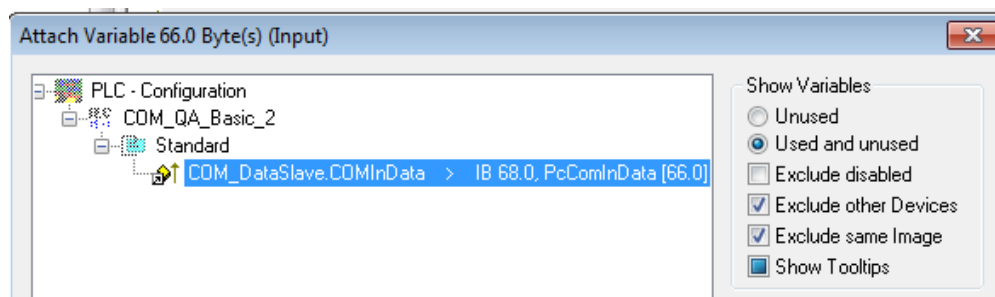 Attach Variable 66.0 Byte(s) (Input)
PLC - Configuration
COM_QA_Basic_2
Standard
COM_DataSlave.COMInData > IB 68.0, PcComInData [66.0]
Show Variables
Unused
Used and unused
Exclude disabled
Exclude other Devices
Exclude same Image
Show Tooltips